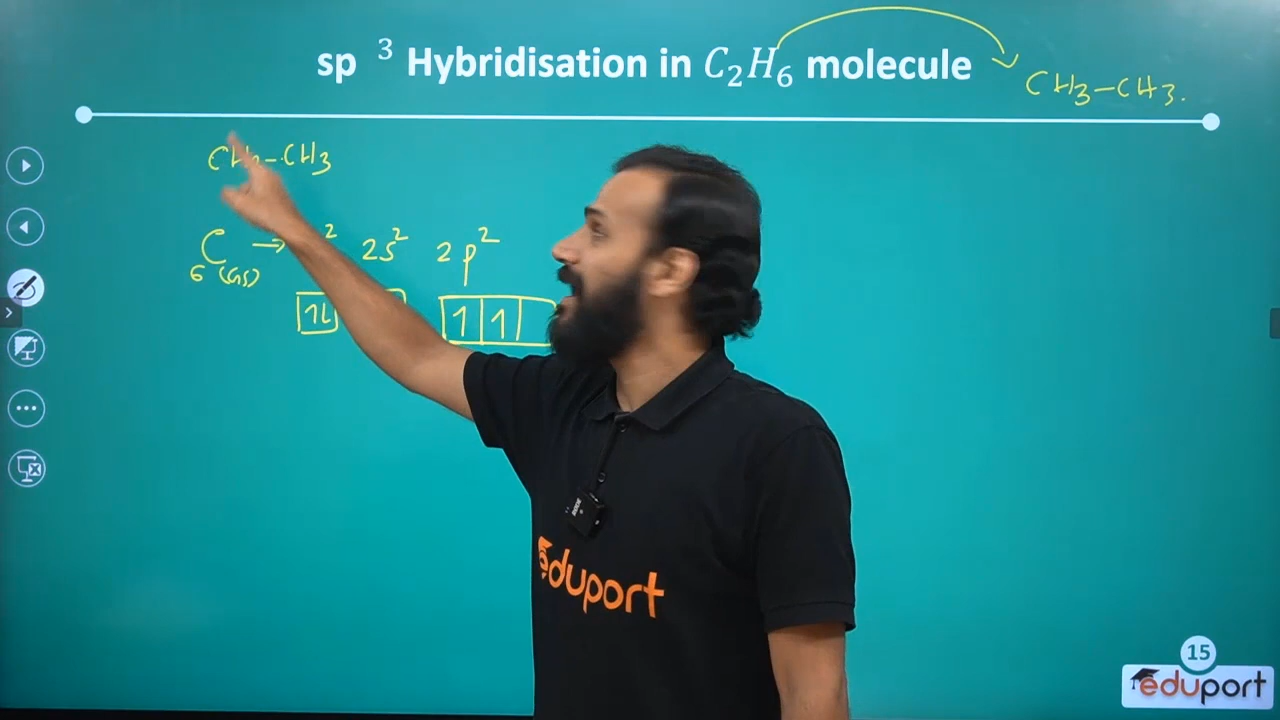 sp ³ Hybridisation in C₂H₆ molecule
CH₃-CH₃.
-CH₃
₆C (GS) → ² 2s² 2p²
1L
1 1
eduport
15
eduport